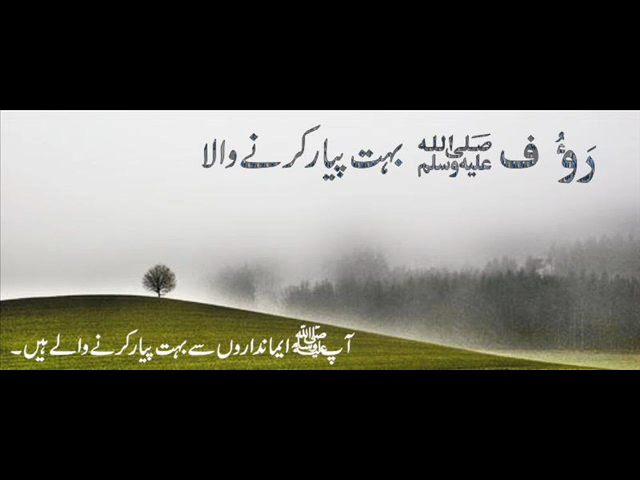 رَوءُف ﷺ بہت پیار کرنے والا
آپ ﷺ ایمانداروں سے بہت پیار کرنے والے ہیں۔